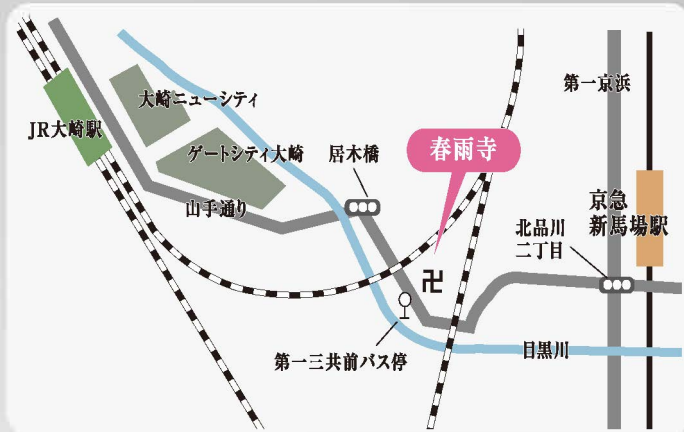 第一京浜
大崎ニューシティ
JR大崎駅
ゲートシティ大崎
居木橋
春雨寺
山手通り
京急
新馬場駅
北品川
二丁目
卍
第一三共前バス停
目黒川